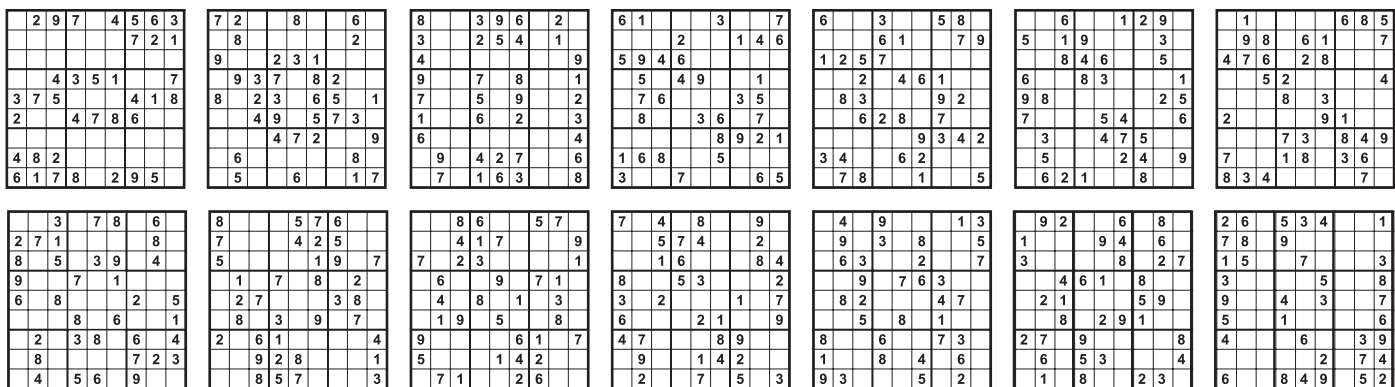 2 9 7 4 5 6 3
7 2 1
4 3 5 1 7
3 7 5 4 1 8
2 4 7 8 6
4 8 2
6 1 7 8 2 9 5
7 2 8 6
8 2
9 2 3 1
9 3 7 8 2
8 2 3 6 5 1
4 9 5 7 3
4 7 2 9
6 8
5 6 1 7
8 3 9 6 2
3 2 5 4 1
4 9
9 7 8 1
7 5 9 2
1 6 2 3
6 4
9 4 2 7 6
7 1 6 3 8
6 1 3 7
2 1 4 6
5 9 4 6
5 4 9 1
7 6 3 5
8 3 6 7
8 9 2 1
1 6 8 5
3 7 6 5
6 3 5 8
6 1 7 9
1 2 5 7
2 4 6 1
8 3 9 2
6 2 8 7
9 3 4 2
3 4 6 2
7 8 1 5
6 1 2 9
5 1 9 3
8 4 6 5
6 8 3 1
9 8 2 5
7 5 4 6
3 4 7 5
5 2 4 9
6 2 1 8
1 6 8 5
9 8 6 1 7
4 7 6 2 8
5 2 4
8 3
2 9 1
7 3 8 4 9
7 1 8 3 6
8 3 4 7
3 7 8 6
2 7 1 8
8 5 3 9 4
9 7 1
6 8 2 5
8 6 1
2 3 8 6 4
8 7 2 3
4 5 6 9
8 5 7 6
7 4 2 5
5 1 9 7
1 7 8 2
2 7 3 8
8 3 9 7
2 6 1 4
9 2 8 1
8 5 7 3
8 6 5 7
4 1 7 9
7 2 3 1
6 9 7 1
4 8 1 3
1 9 5 8
9 6 1 7
5 1 4 2
7 1 2 6
7 4 8 9
5 7 4 2
1 6 8 4
8 5 3 2
3 2 1 7
6 2 1 9
4 7 8 9
9 1 4 2
2 7 5 3
4 9 1 3
9 3 8 5
6 3 2 7
9 7 6 3
8 2 4 7
5 8 1
8 6 7 3
1 8 4 6
9 3 5 2
9 2 6 8
1 9 4 6
3 8 2 7
4 6 1 8
2 1 5 9
8 2 9 1
2 7 9 8
6 5 3 4
1 8 2 3
2 6 5 3 4 1
7 8 9
1 5 7 3
3 5 8
9 4 3 7
5 1 6
4 6 3 9
2 7 4
6 8 4 9 5 2